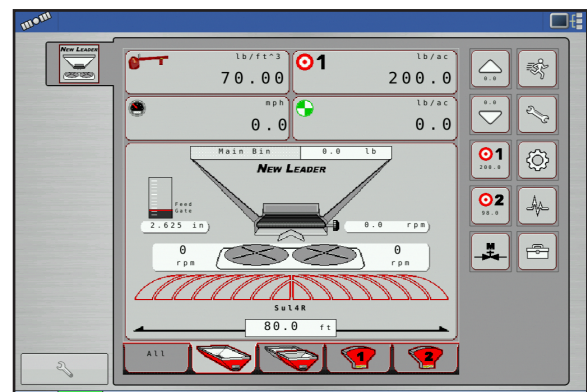 NEW LEADER
lb/ft^3
70.00
1
lb/ac
200.0
mph
0.0
lb/ac
0.0
Main Bin 0.0 lb
NEW LEADER
Feed
Gate
2.625 in
0.0 rpm
0
rpm
0
rpm
Sul4R
80.0 ft
All
1
2
0.0
0.0
1
200.0
2
98.0
M